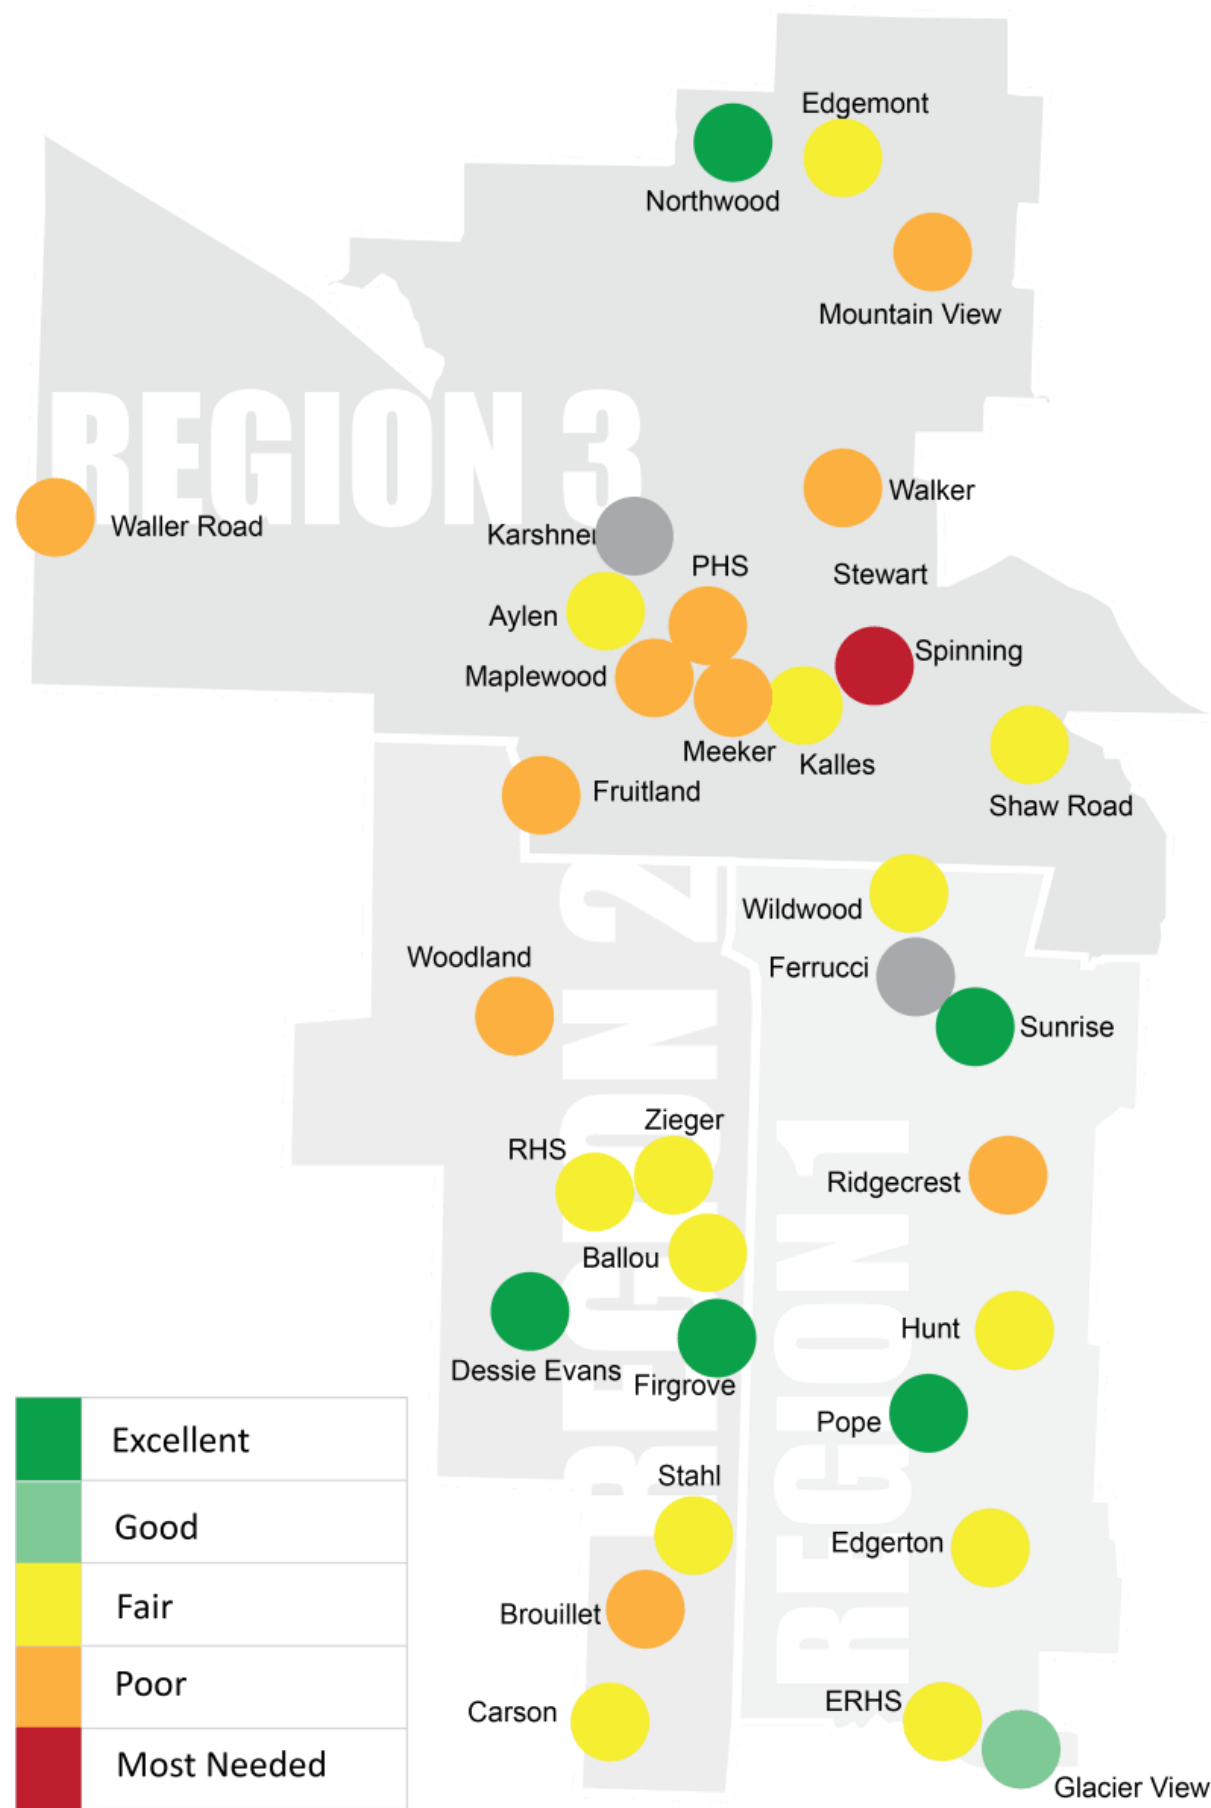 Edgemont
Northwood
Mountain View
REGION 3
Walker
Waller Road
Karshner
PHS
Stewart
Aylen
Spinning
Maplewood
Meeker
Kalles
Fruitland
Shaw Road
REGION 2
Wildwood
Woodland
Ferrucci
Sunrise
REGION 1
Zieger
RHS
Ridgecrest
Ballou
Hunt
Dessie Evans
Firgrove
Pope
Excellent
Stahl
Good
Edgerton
Fair
Brouillet
Poor
ERHS
Carson
Most Needed
Glacier View